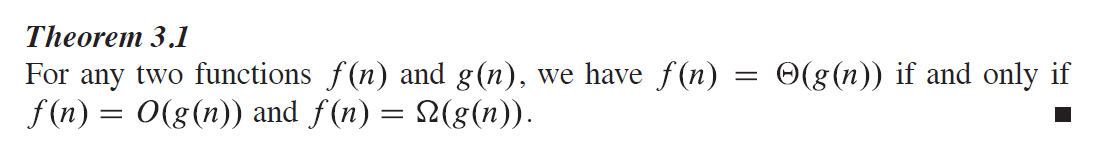 Theorem 3.1
For any two functions f(n) and g(n), we have f(n) = Θ(g(n)) if and only if
f(n) = O(g(n)) and f(n) = Ω(g(n)). ■